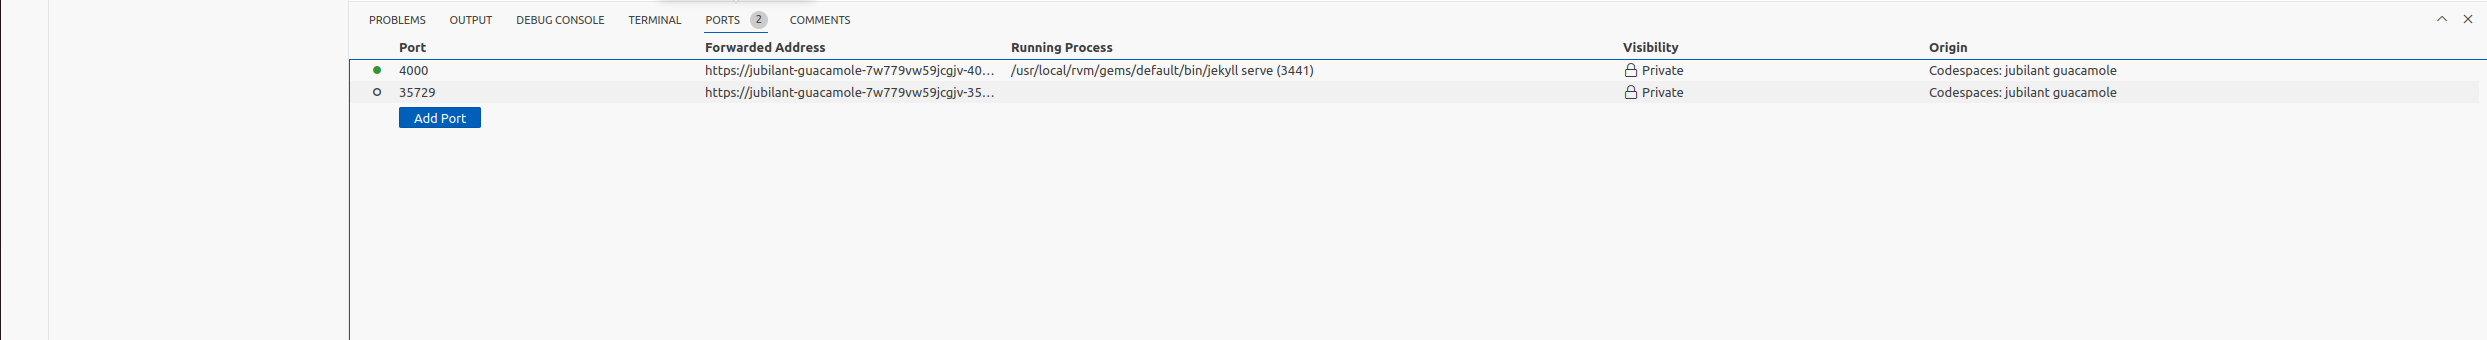 PROBLEMS OUTPUT DEBUG CONSOLE TERMINAL PORTS 2 COMMENTS
Port Forwarded Address Running Process Visibility Origin
4000 https://jubilant-guacamole-7w779vw59jcgjv-40... /usr/local/rvm/gems/default/bin/jekyll serve (3441) Private Codespaces: jubilant guacamole
35729 https://jubilant-guacamole-7w779vw59jcgjv-35... Private Codespaces: jubilant guacamole
Add Port